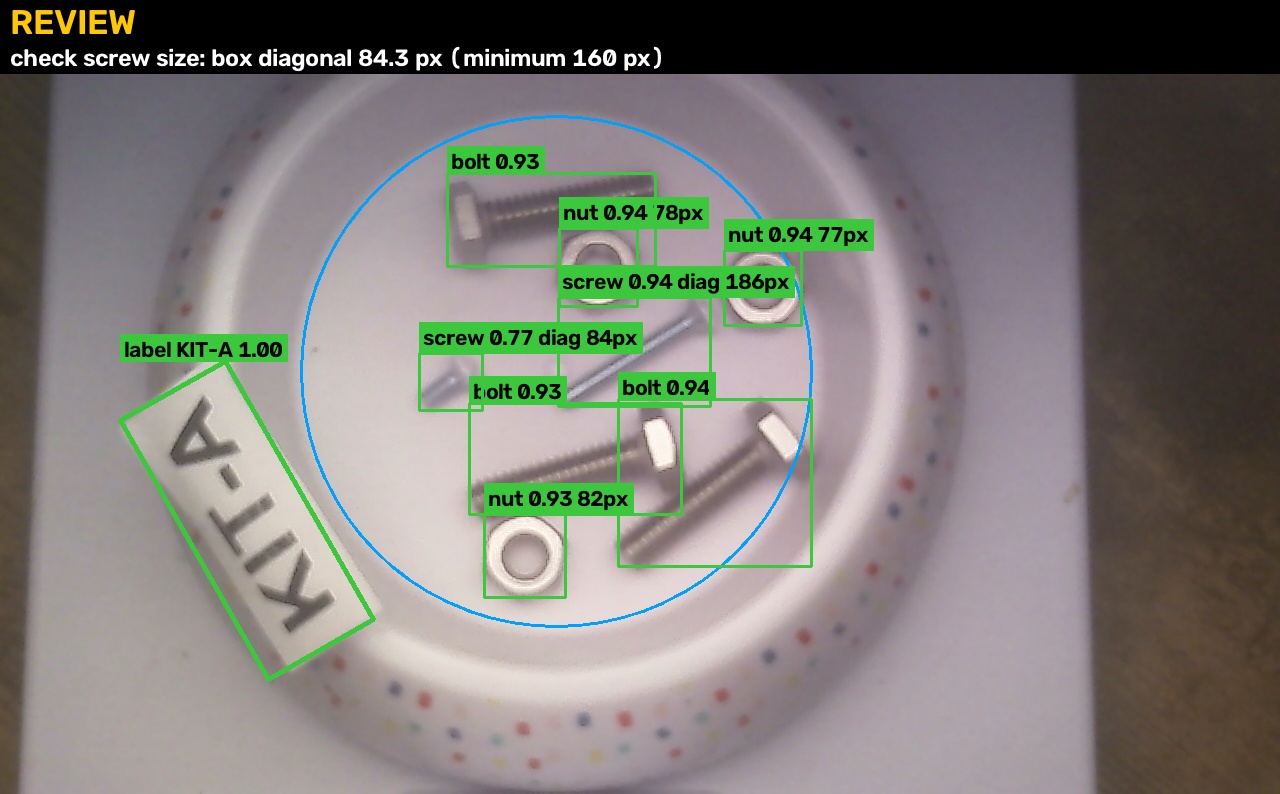 REVIEW
check screw size: box diagonal 84.3 px (minimum 160 px)
bolt 0.93
nut 0.94 78px
nut 0.94 77px
screw 0.94 diag 186px
screw 0.77 diag 84px
label KIT-A 1.00
bolt 0.93
bolt 0.94
nut 0.93 82px
KIT-A